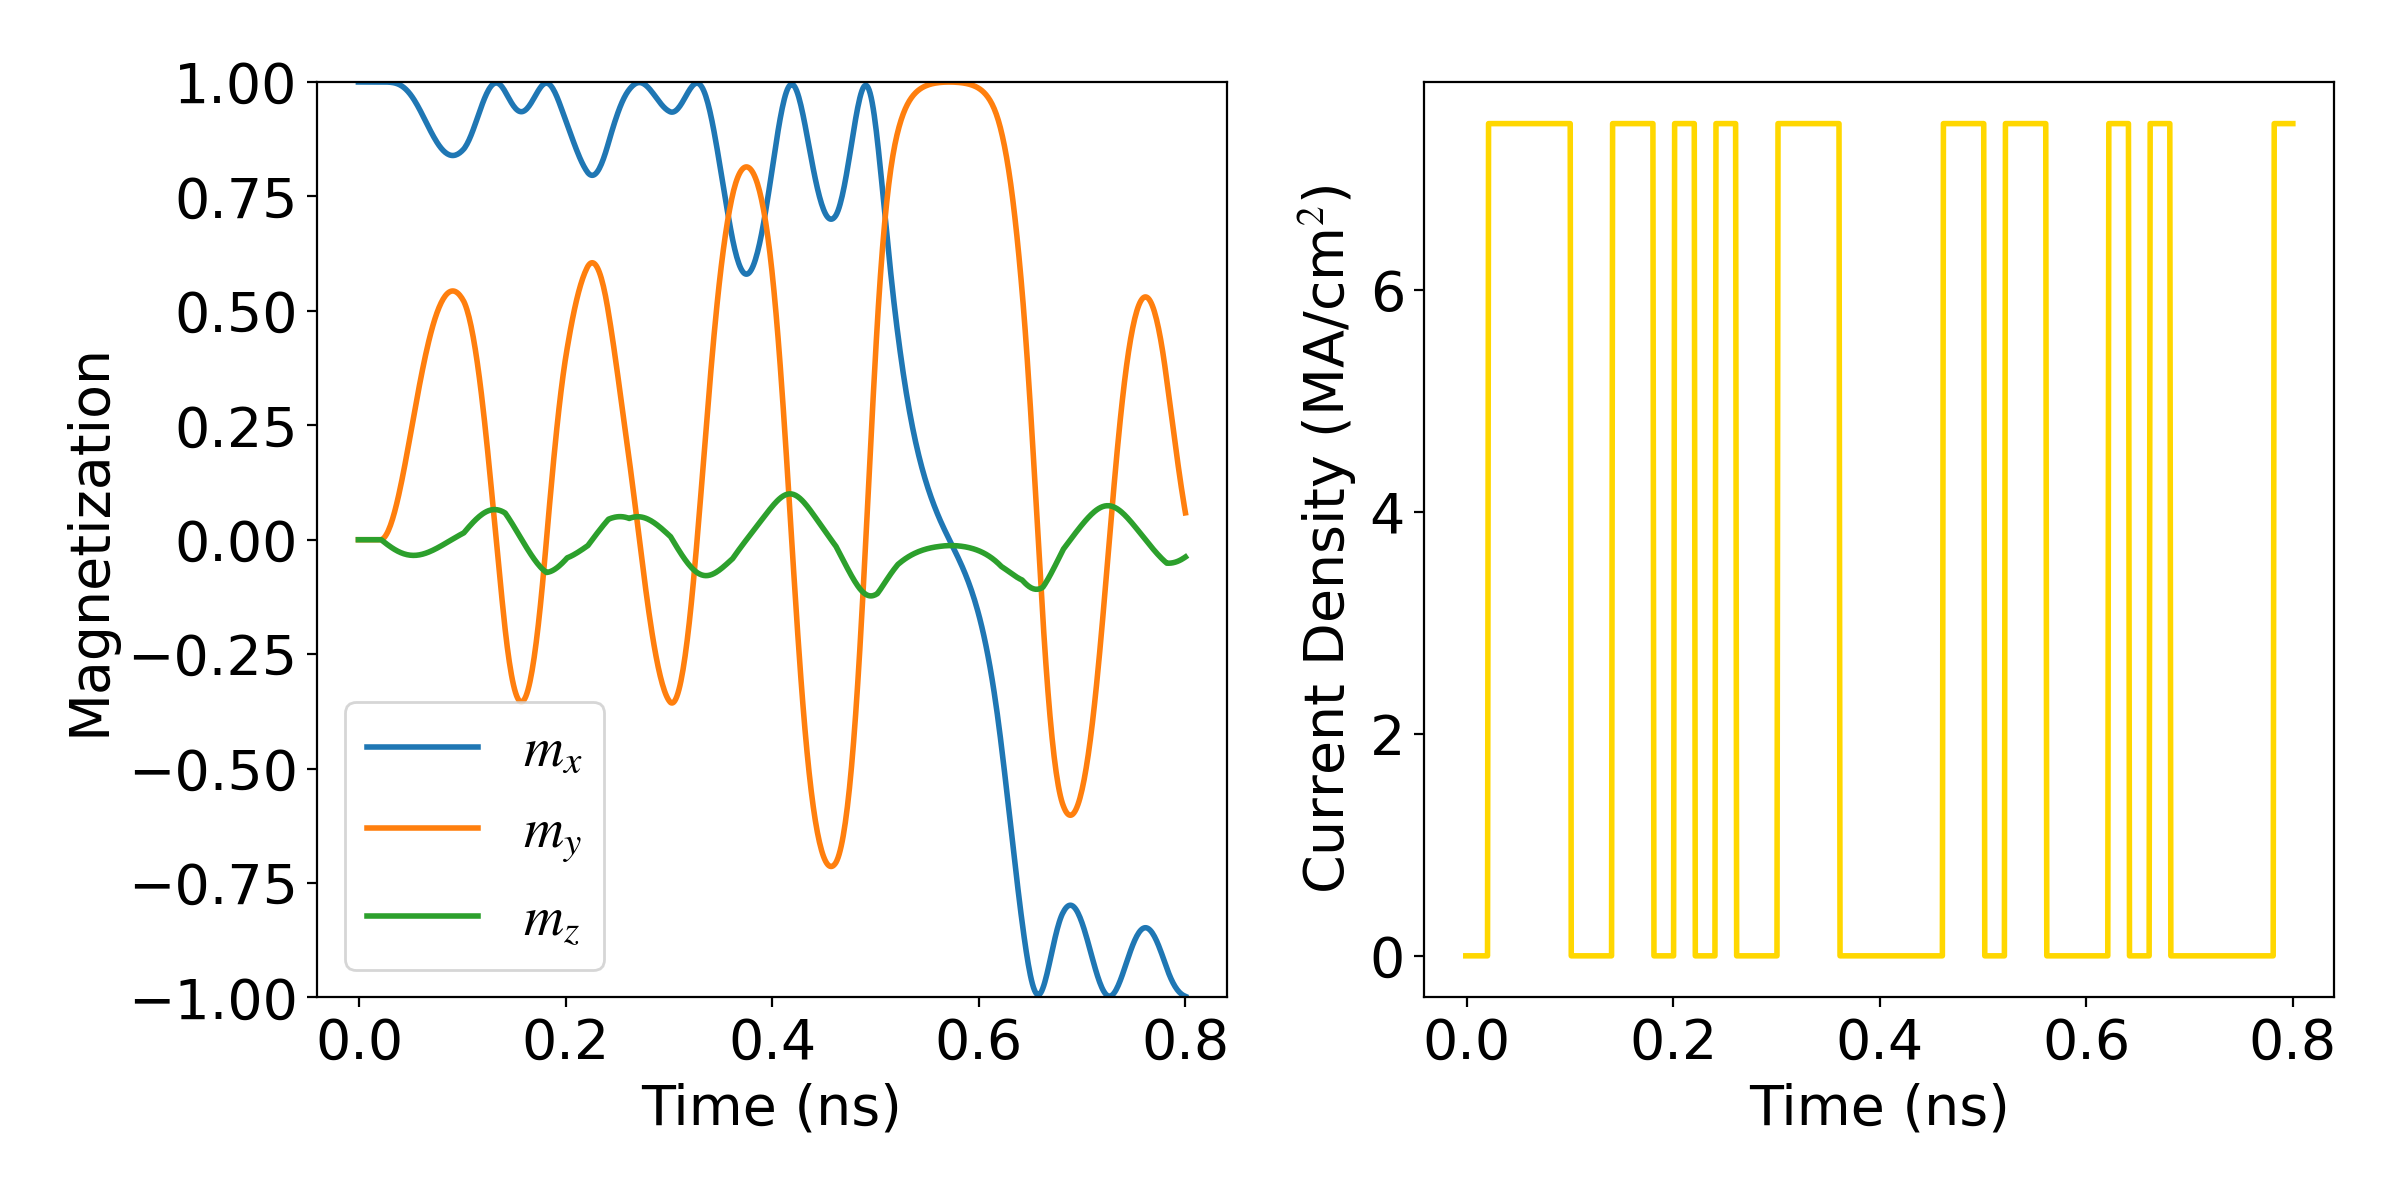 1.00
0.75
0.50
0.25
0.00
−0.25
−0.50
−0.75
−1.00
Magnetization
0.0 0.2 0.4 0.6 0.8
Time (ns)
m_x
m_y
m_z
6
4
2
0
Current Density (MA/cm²)
0.0 0.2 0.4 0.6 0.8
Time (ns)